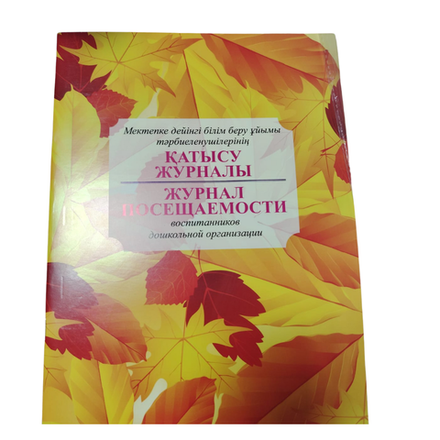 Мектепке дейінгі білім беру ұйымы
тәрбиеленушілерінің
ҚАТЫСУ
ЖУРНАЛЫ
ЖУРНАЛ
ПОСЕЩАЕМОСТИ
воспитанников
дошкольной организации